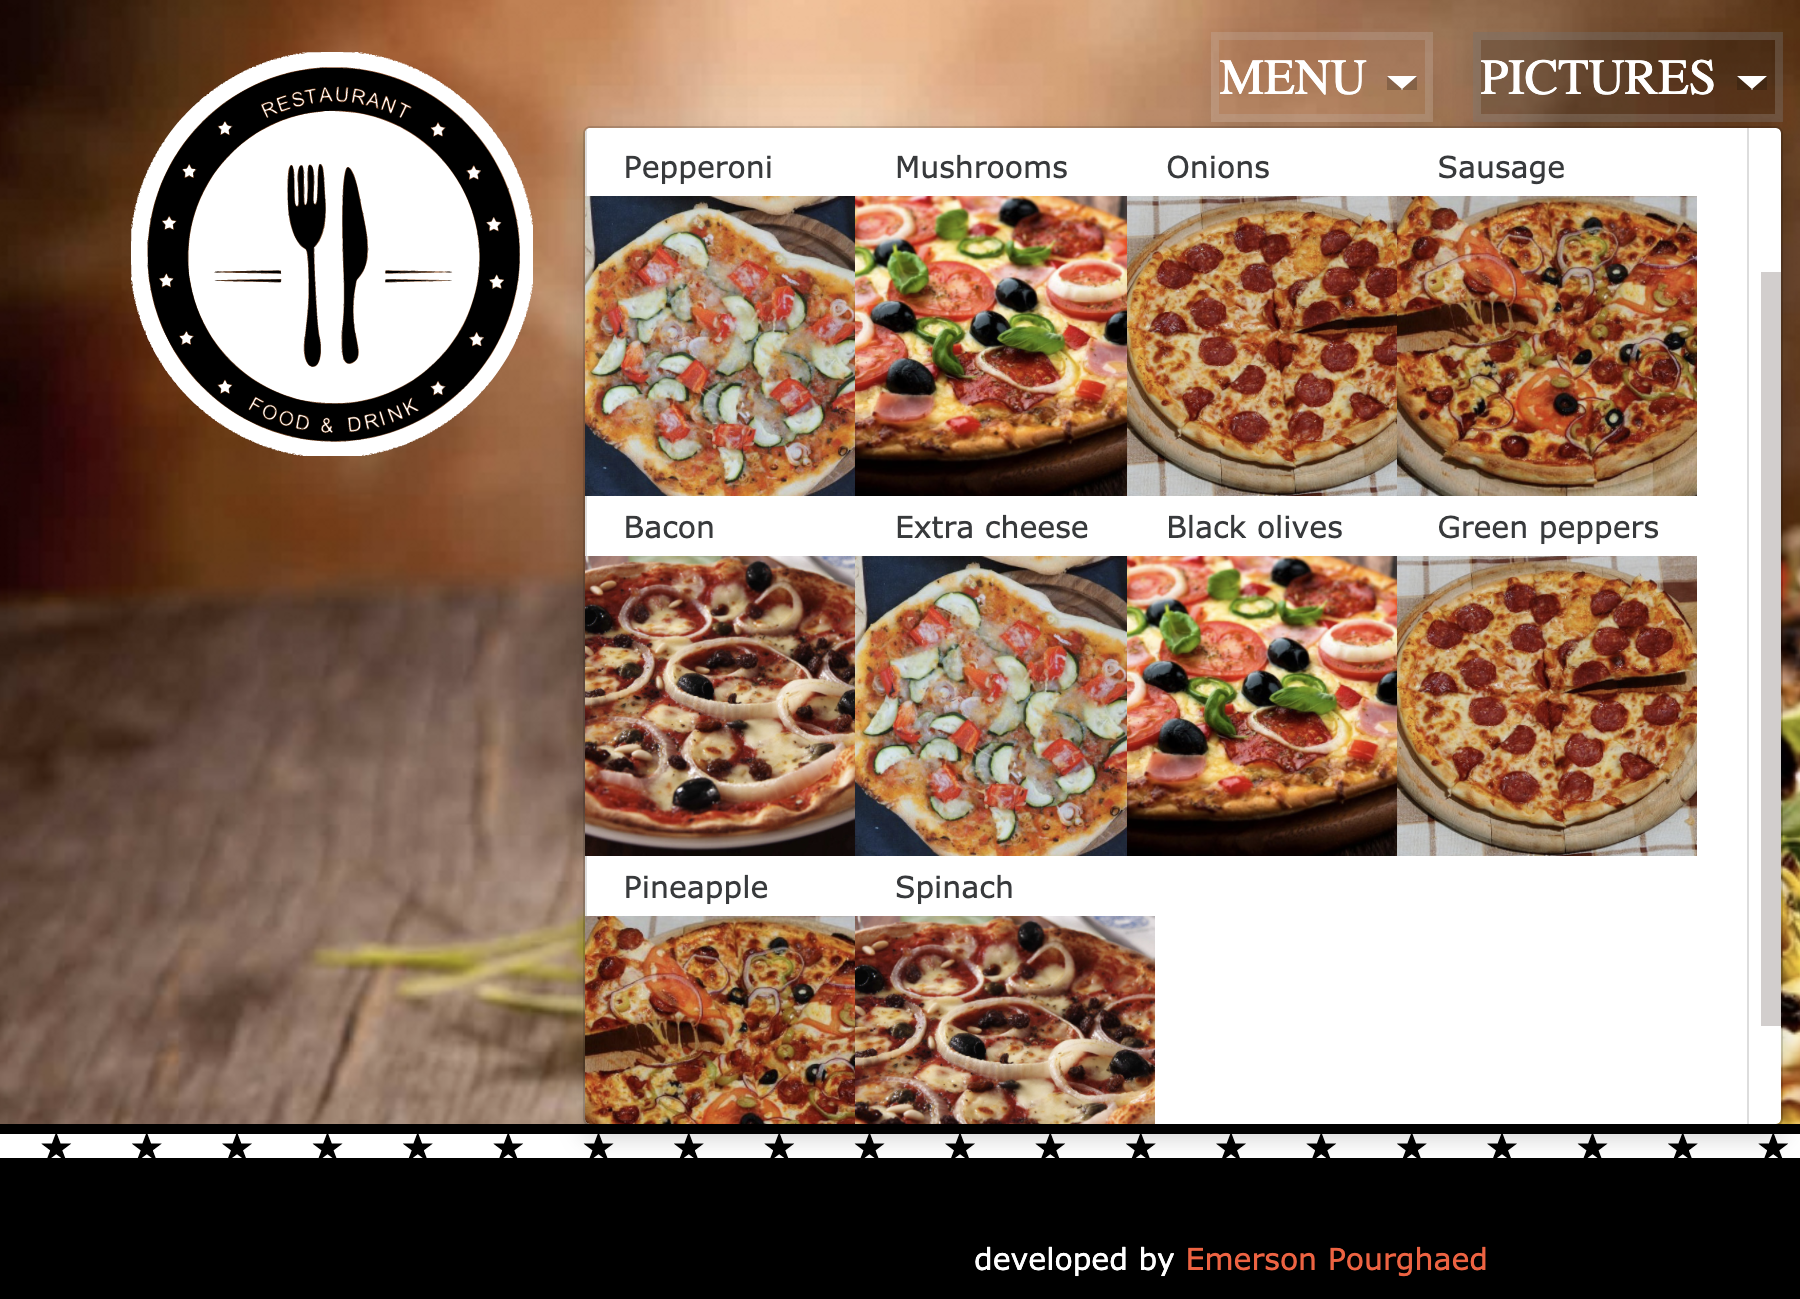 RESTAURANT
FOOD & DRINK
MENU
PICTURES
Pepperoni
Mushrooms
Onions
Sausage
Bacon
Extra cheese
Black olives
Green peppers
Pineapple
Spinach
developed by Emerson Pourghaed